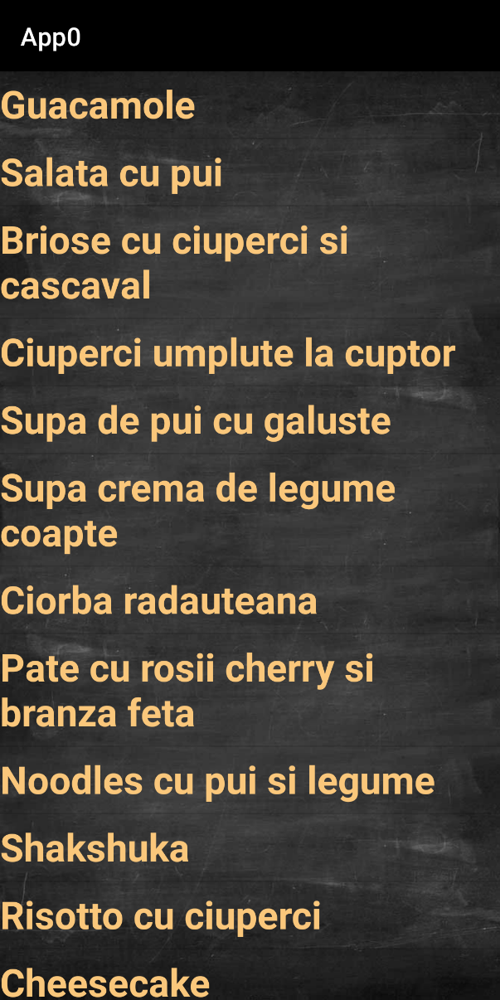 App0
Guacamole
Salata cu pui
Briose cu ciuperci si
cascaval
Ciuperci umplute la cuptor
Supa de pui cu galuste
Supa crema de legume
coapte
Ciorba radauteana
Pate cu rosii cherry si
branza feta
Noodles cu pui si legume
Shakshuka
Risotto cu ciuperci
Cheesecake